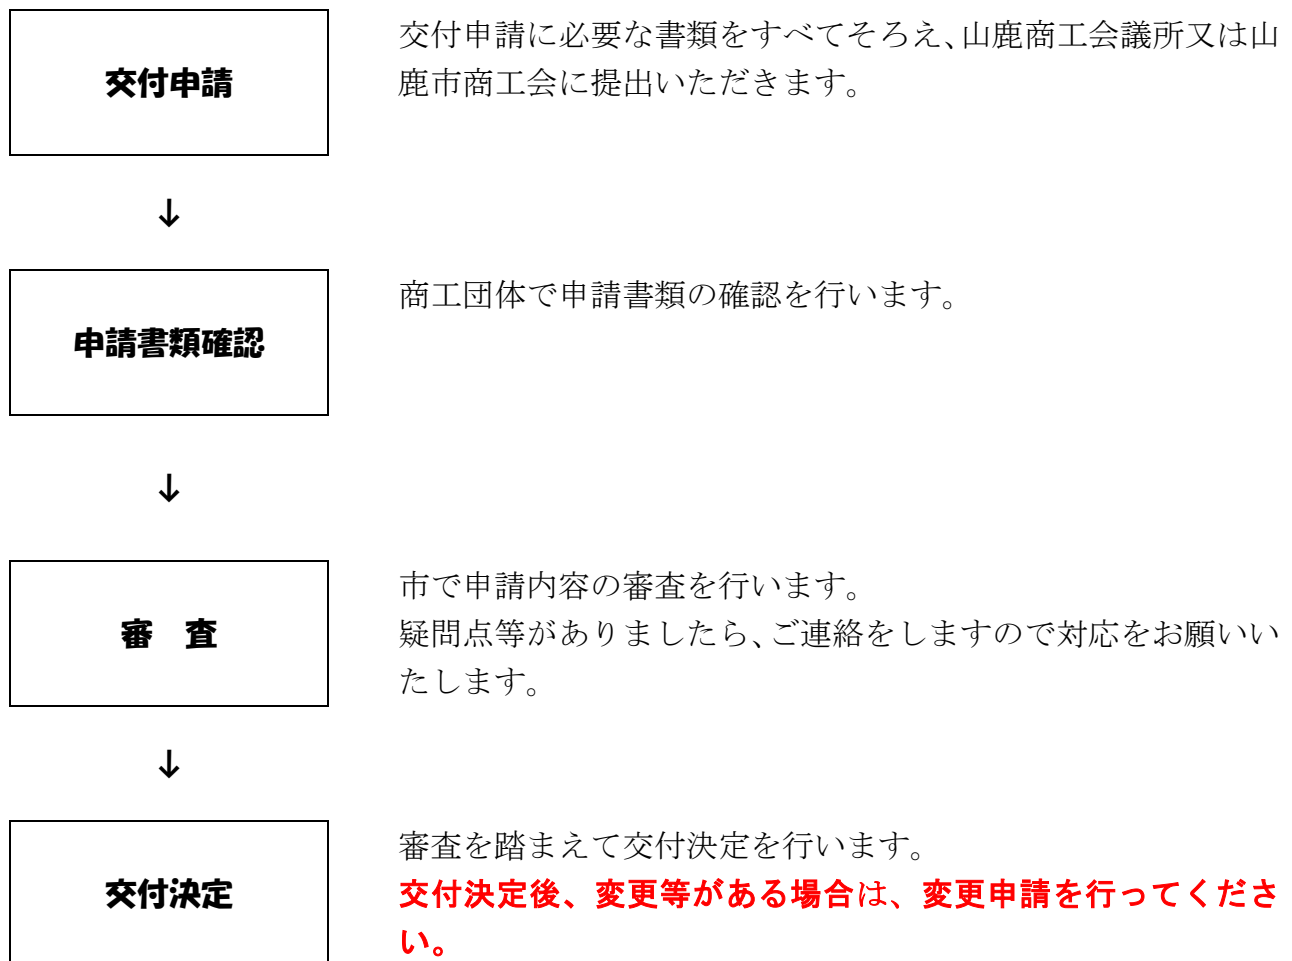 交付申請
交付申請に必要な書類をすべてそろえ、山鹿商工会議所又は山
鹿市商工会に提出いただきます。
↓
申請書類確認
商工団体で申請書類の確認を行います。
↓
審　査
市で申請内容の審査を行います。
疑問点等がありましたら、ご連絡をしますので対応をお願いい
たします。
↓
交付決定
審査を踏まえて交付決定を行います。
交付決定後、変更等がある場合は、変更申請を行ってくださ
い。